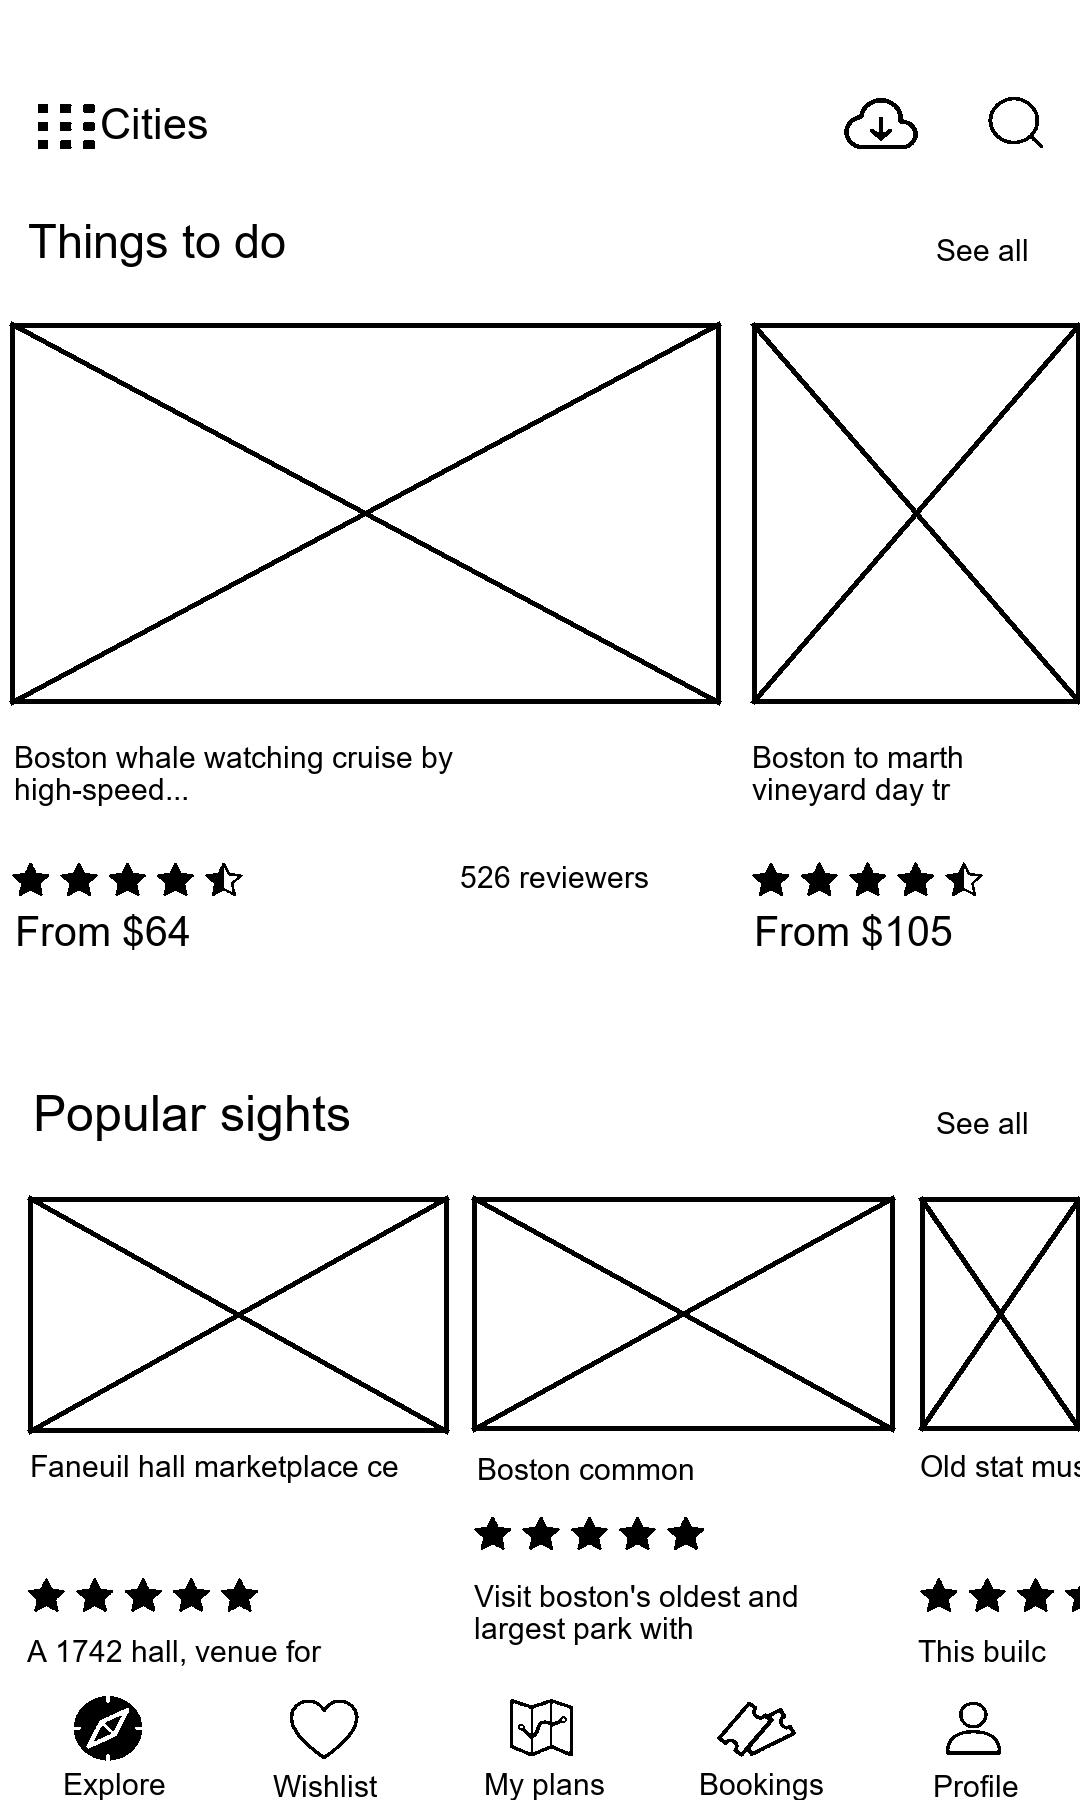 Cities
Things to do
See all
Boston whale watching cruise by
high-speed...
Boston to marth
vineyard day tr
526 reviewers
From $64
From $105
Popular sights
See all
Faneuil hall marketplace ce
Boston common
Old stat mus
Visit boston's oldest and
largest park with
A 1742 hall, venue for
This builc
Explore
Wishlist
My plans
Bookings
Profile